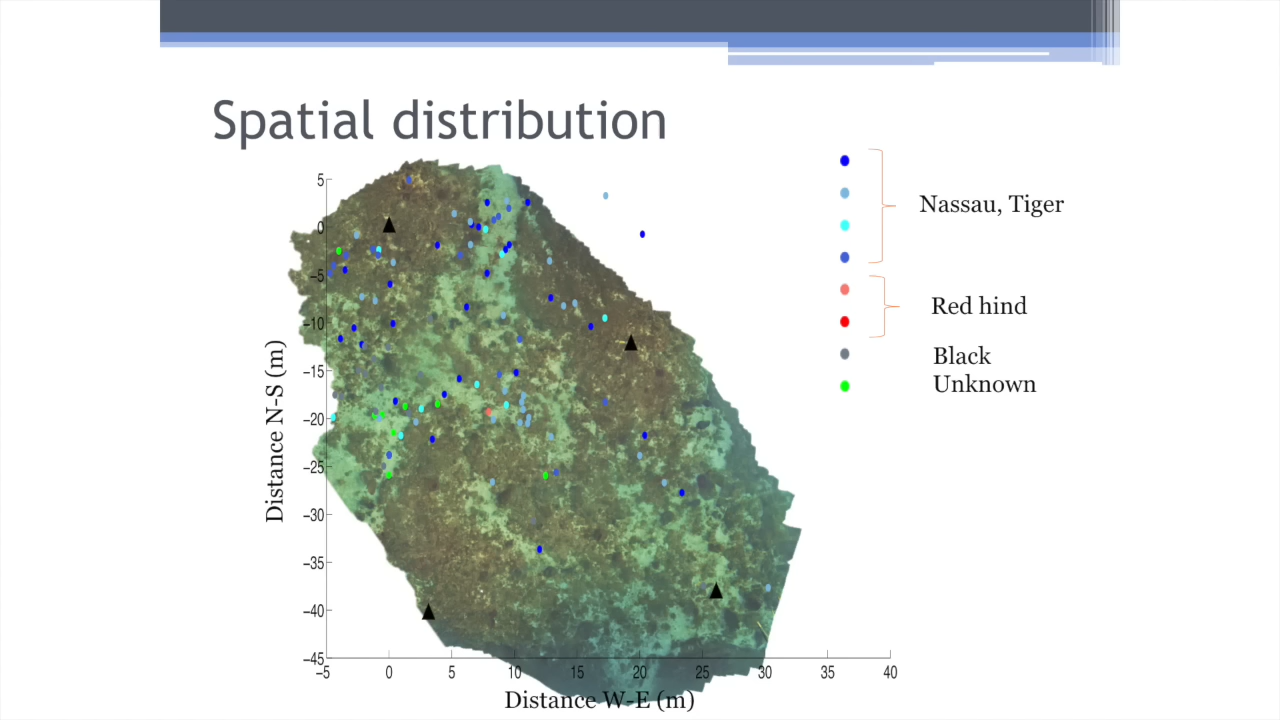 Spatial distribution
Nassau, Tiger
Red hind
Black
Unknown
5
0
−5
−10
−15
−20
−25
−30
−35
−40
−45
Distance N-S (m)
−5 0 5 10 15 20 25 30 35 40
Distance W-E (m)